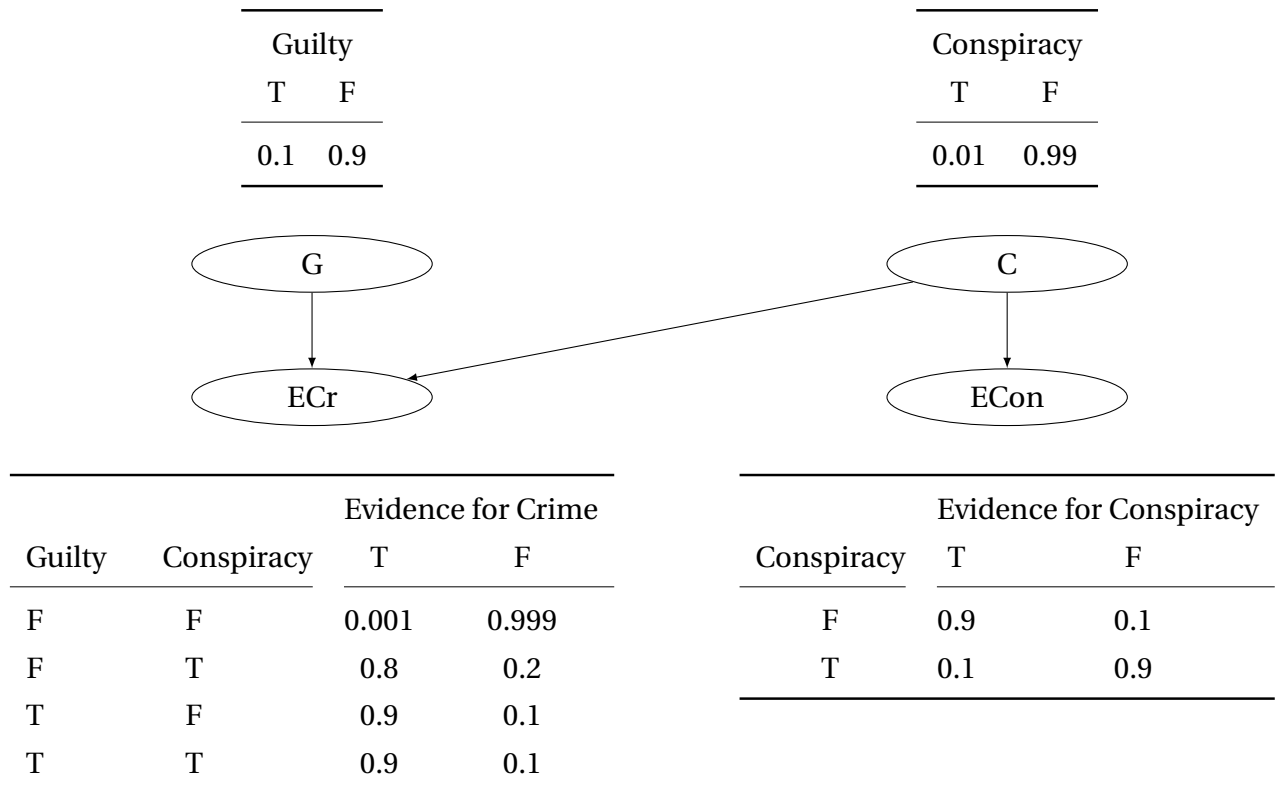 Guilty
T F
0.1 0.9
Conspiracy
T F
0.01 0.99
G
C
ECr
ECon
Evidence for Crime
Guilty Conspiracy T F
F F 0.001 0.999
F T 0.8 0.2
T F 0.9 0.1
T T 0.9 0.1
Evidence for Conspiracy
Conspiracy T F
F 0.9 0.1
T 0.1 0.9